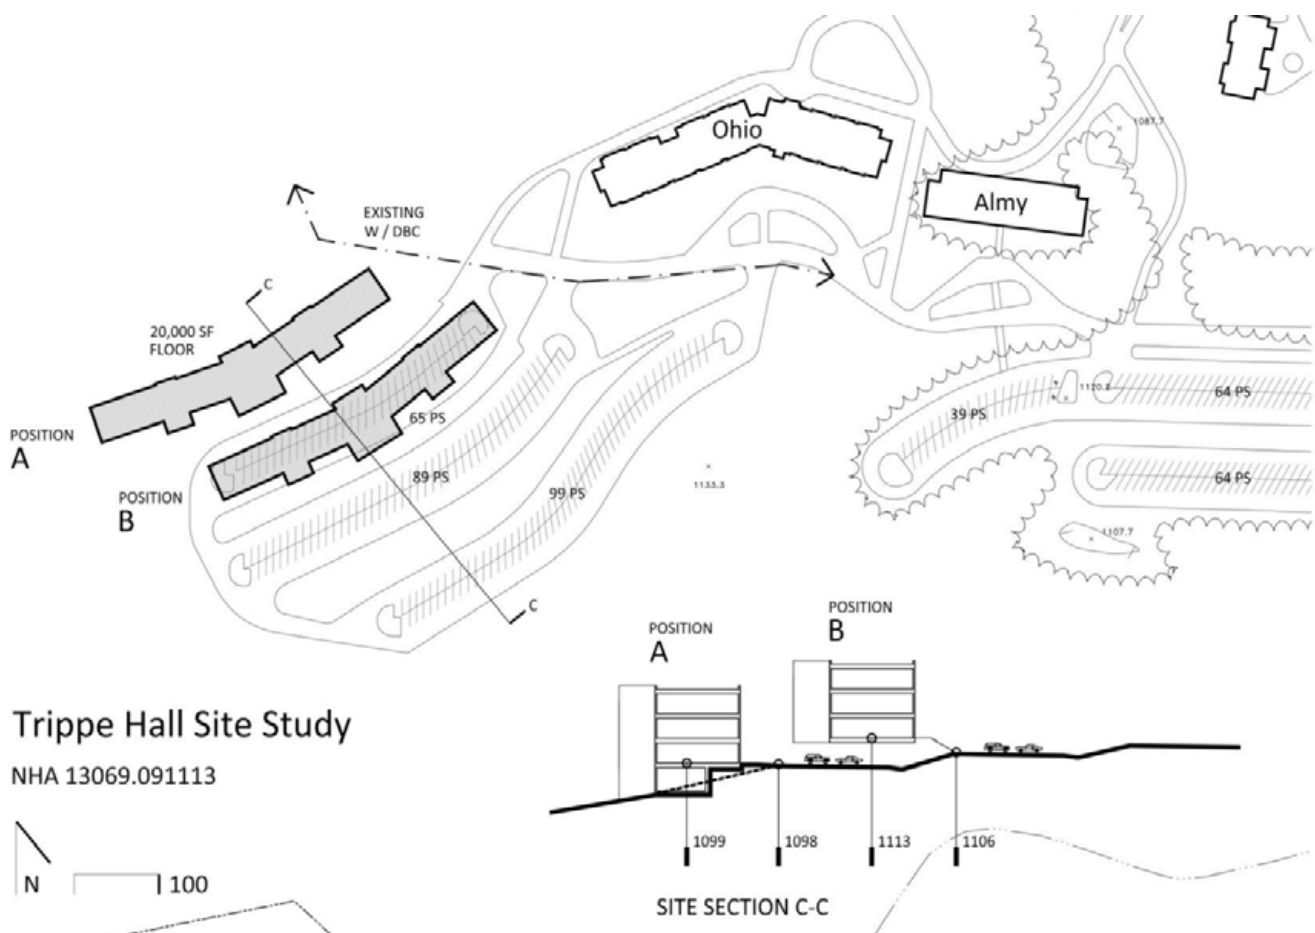 Ohio
1087.7
Almy
EXISTING
W / DBC
C
20,000 SF
FLOOR
POSITION
A
POSITION
B
65 PS
89 PS
99 PS
1133.3
39 PS
1120.2
64 PS
64 PS
1107.7
C
POSITION
A
POSITION
B
Trippe Hall Site Study
NHA 13069.091113
N
100
1099
1098
1113
1106
SITE SECTION C-C